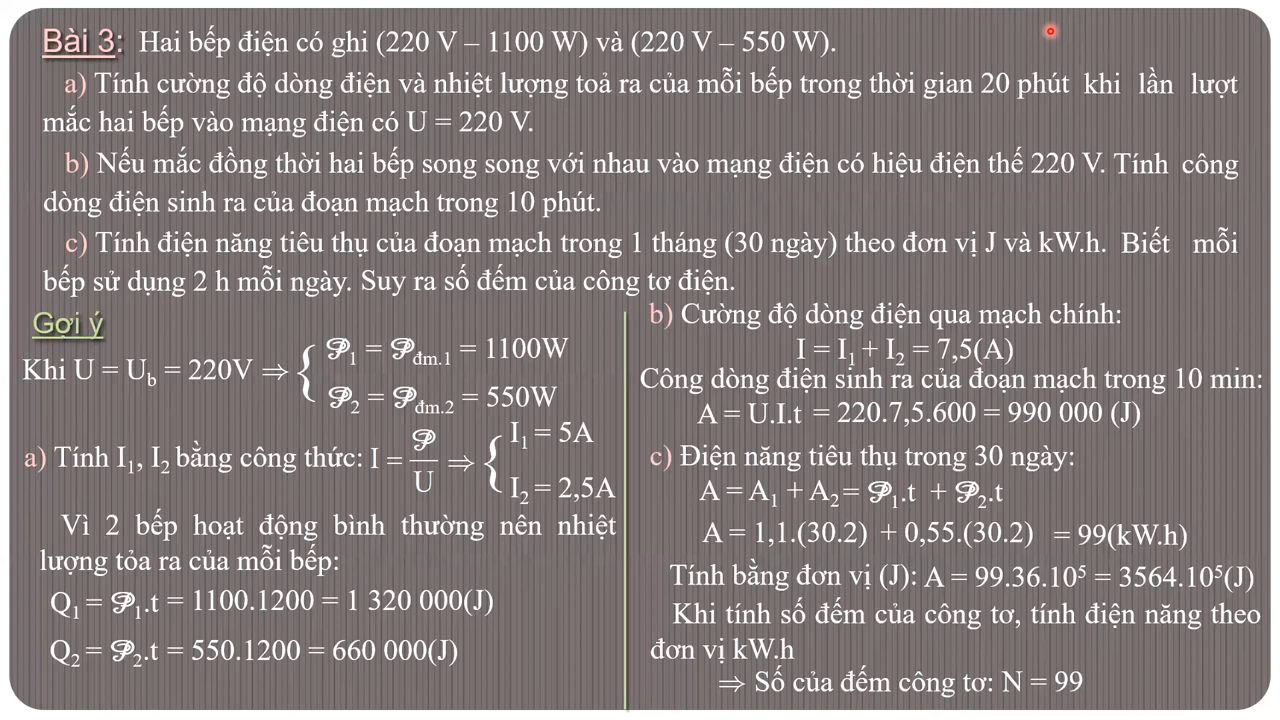 Bài 3: Hai bếp điện có ghi (220 V – 1100 W) và (220 V – 550 W).
a) Tính cường độ dòng điện và nhiệt lượng toả ra của mỗi bếp trong thời gian 20 phút khi lần lượt
mắc hai bếp vào mạng điện có U = 220 V.
b) Nếu mắc đồng thời hai bếp song song với nhau vào mạng điện có hiệu điện thế 220 V. Tính công
dòng điện sinh ra của đoạn mạch trong 10 phút.
c) Tính điện năng tiêu thụ của đoạn mạch trong 1 tháng (30 ngày) theo đơn vị J và kW.h. Biết mỗi
bếp sử dụng 2 h mỗi ngày. Suy ra số đếm của công tơ điện.
Gợi ý
Khi U = U_b = 220V ⇒ { 𝒫₁ = 𝒫_đm.1 = 1100W
𝒫₂ = 𝒫_đm.2 = 550W
a) Tính I₁, I₂ bằng công thức: I = 𝒫/U ⇒ { I₁ = 5A
I₂ = 2,5A
Vì 2 bếp hoạt động bình thường nên nhiệt
lượng tỏa ra của mỗi bếp:
Q₁ = 𝒫₁.t = 1100.1200 = 1 320 000(J)
Q₂ = 𝒫₂.t = 550.1200 = 660 000(J)
b) Cường độ dòng điện qua mạch chính:
I = I₁ + I₂ = 7,5(A)
Công dòng điện sinh ra của đoạn mạch trong 10 min:
A = U.I.t = 220.7,5.600 = 990 000 (J)
c) Điện năng tiêu thụ trong 30 ngày:
A = A₁ + A₂ = 𝒫₁.t + 𝒫₂.t
A = 1,1.(30.2) + 0,55.(30.2) = 99(kW.h)
Tính bằng đơn vị (J): A = 99.36.10⁵ = 3564.10⁵(J)
Khi tính số đếm của công tơ, tính điện năng theo
đơn vị kW.h
⇒ Số của đếm công tơ: N = 99